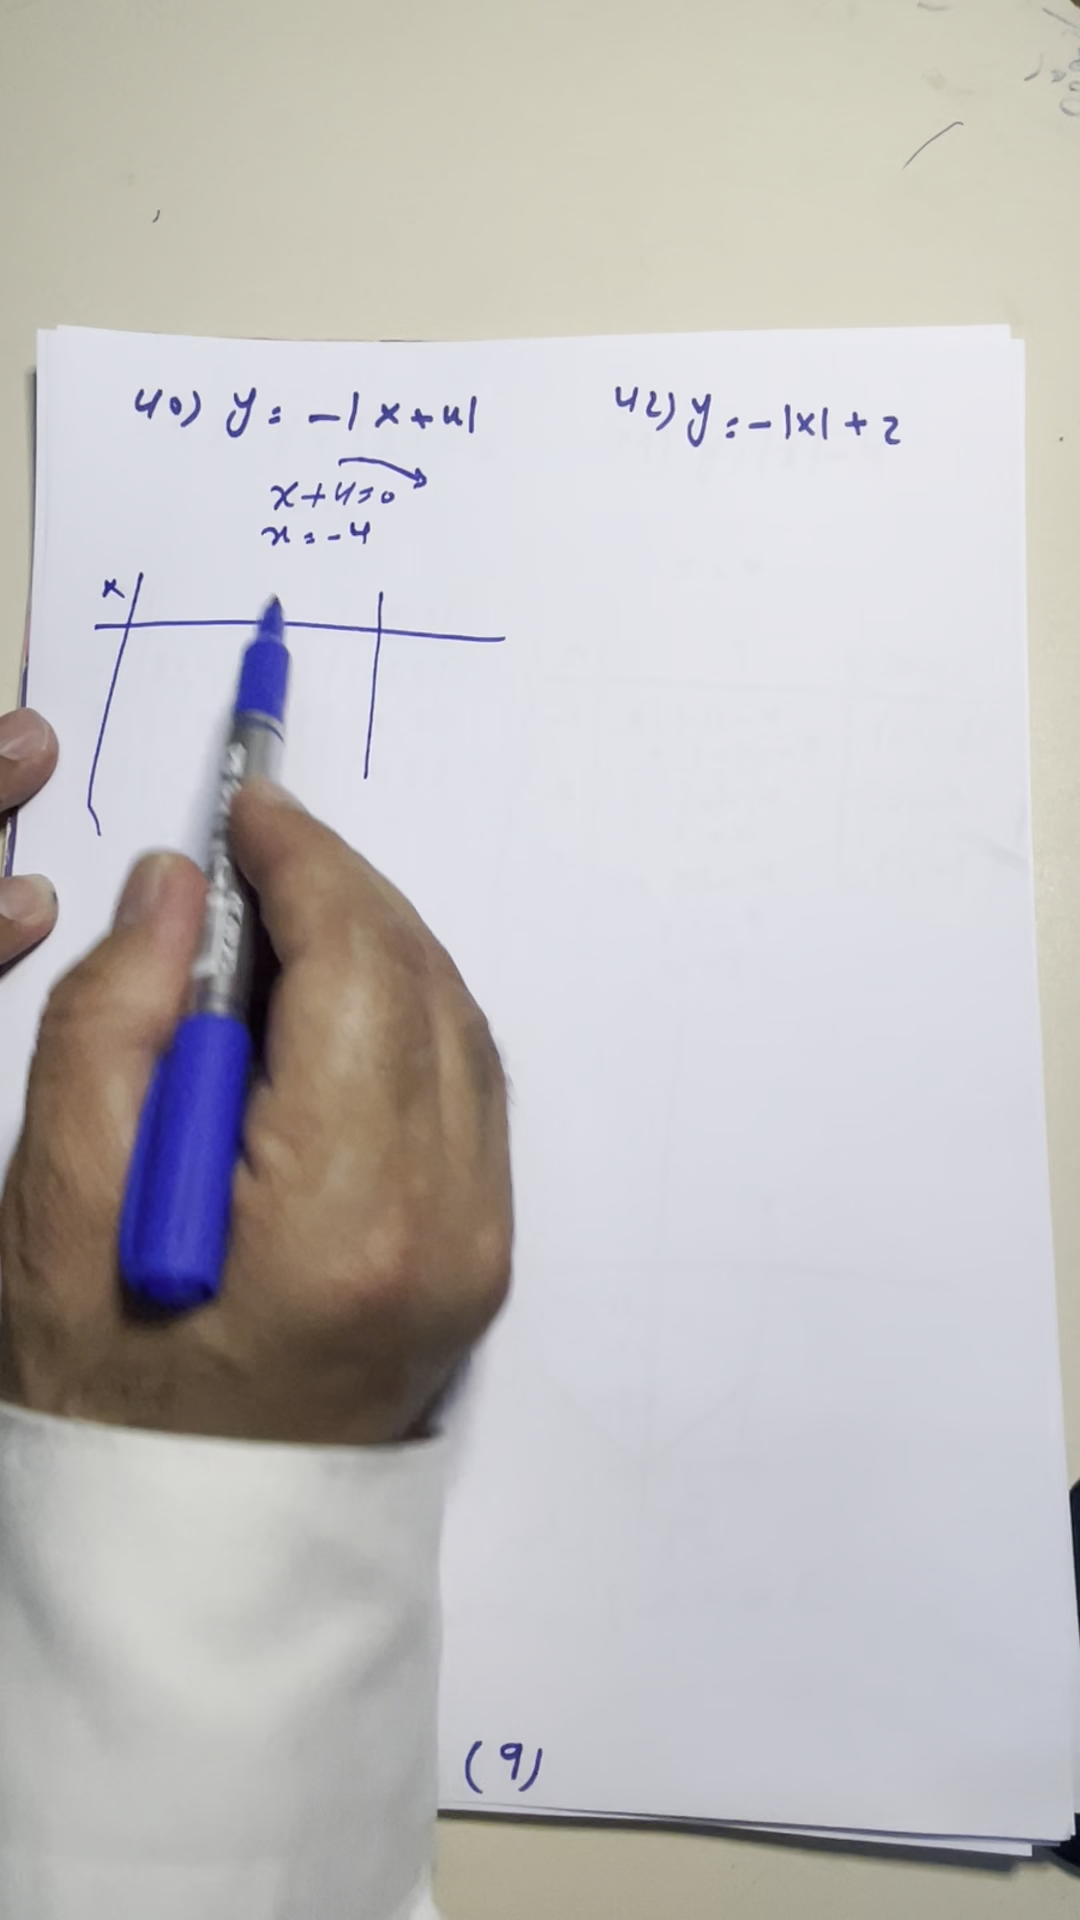 40) y = -|x+4|
x+4=0
x = -4
x
42) y = -|x| + 2
(9)